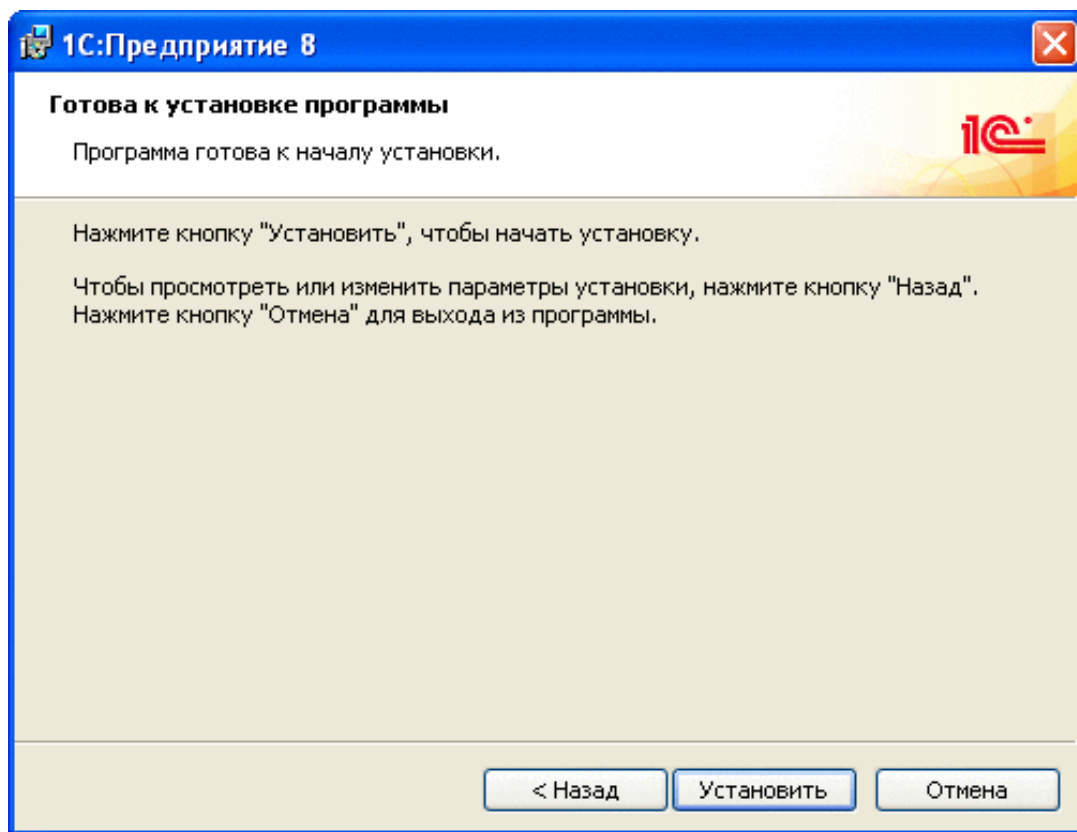 1С:Предприятие 8
Готова к установке программы
Программа готова к началу установки.
1С
Нажмите кнопку "Установить", чтобы начать установку.
Чтобы просмотреть или изменить параметры установки, нажмите кнопку "Назад".
Нажмите кнопку "Отмена" для выхода из программы.
< Назад
Установить
Отмена